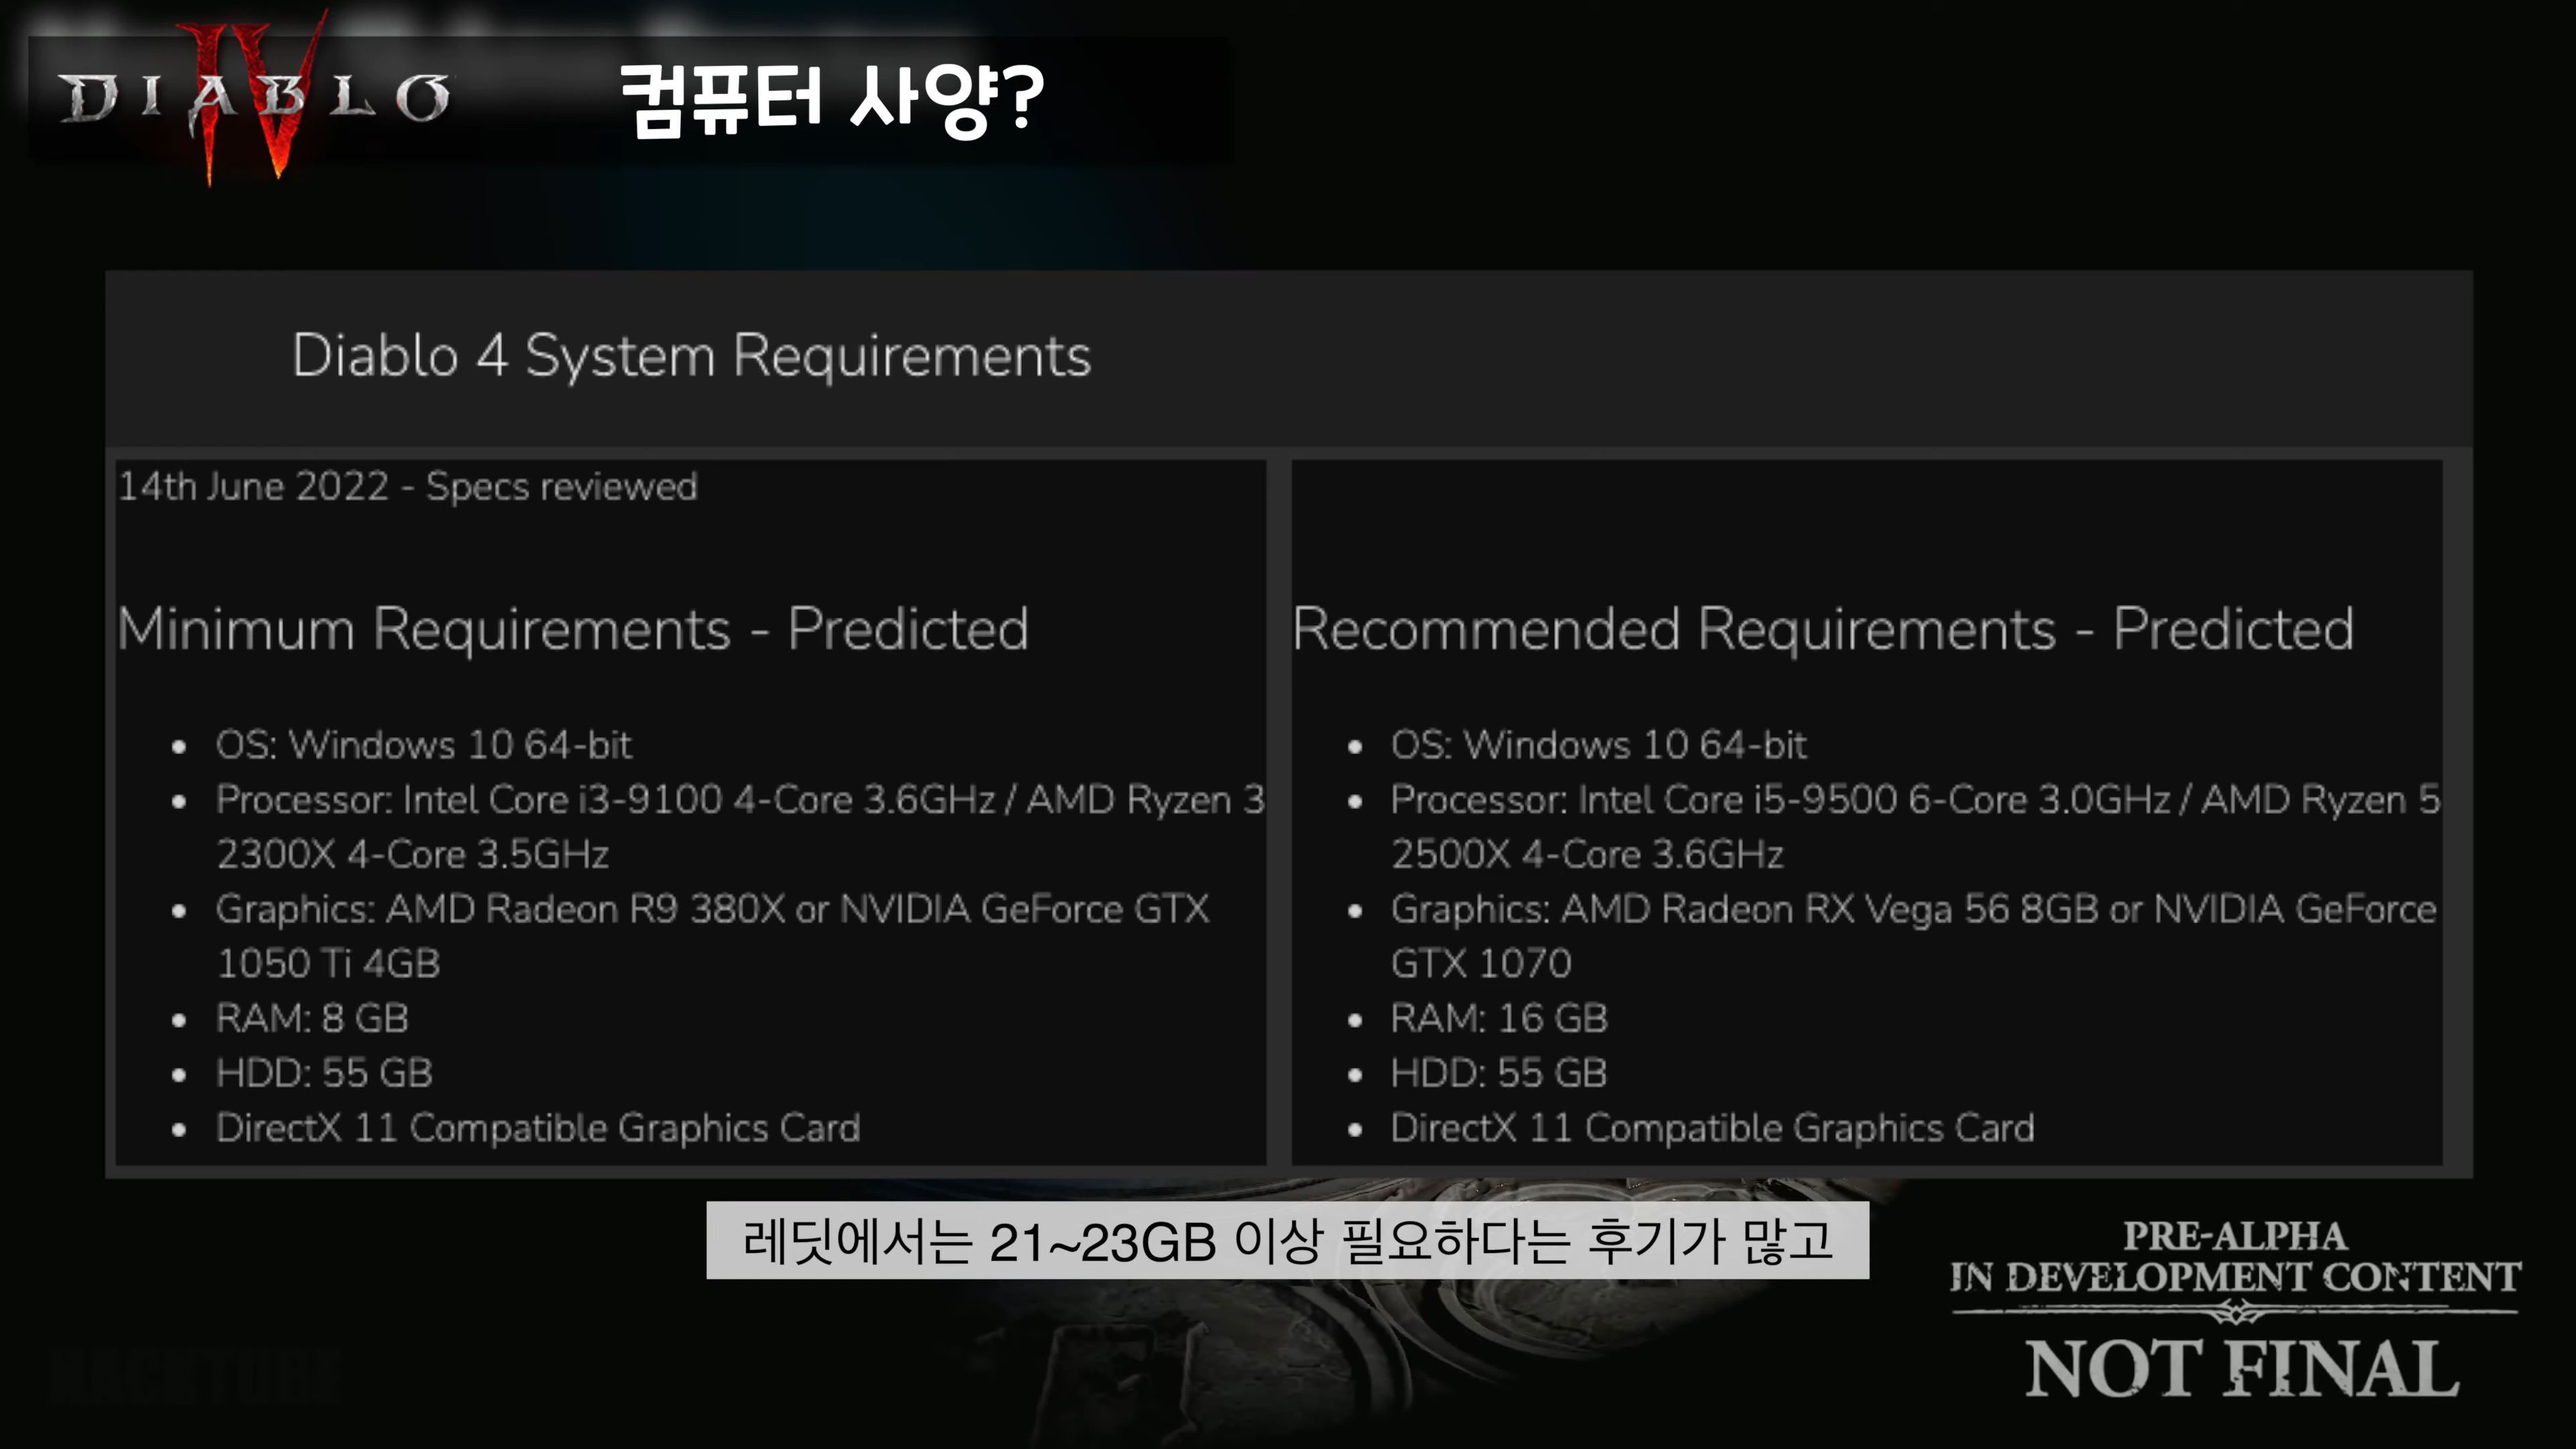 DIABLO IV
컴퓨터 사양?
Diablo 4 System Requirements
14th June 2022 - Specs reviewed
Minimum Requirements - Predicted
OS: Windows 10 64-bit
Processor: Intel Core i3-9100 4-Core 3.6GHz / AMD Ryzen 3
2300X 4-Core 3.5GHz
Graphics: AMD Radeon R9 380X or NVIDIA GeForce GTX
1050 Ti 4GB
RAM: 8 GB
HDD: 55 GB
DirectX 11 Compatible Graphics Card
Recommended Requirements - Predicted
OS: Windows 10 64-bit
Processor: Intel Core i5-9500 6-Core 3.0GHz / AMD Ryzen 5
2500X 4-Core 3.6GHz
Graphics: AMD Radeon RX Vega 56 8GB or NVIDIA GeForce
GTX 1070
RAM: 16 GB
HDD: 55 GB
DirectX 11 Compatible Graphics Card
레딧에서는 21~23GB 이상 필요하다는 후기가 많고
PRE-ALPHA
IN DEVELOPMENT CONTENT
NOT FINAL